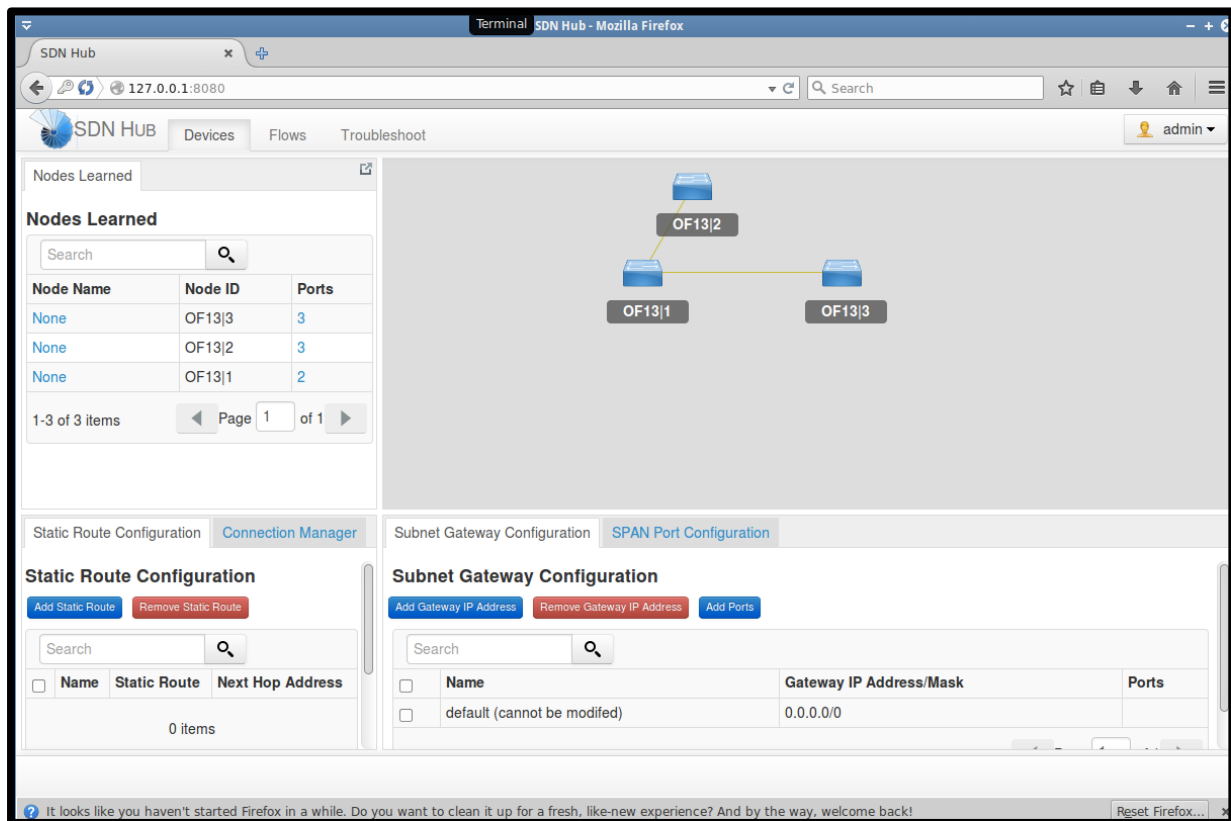 Terminal SDN Hub - Mozilla Firefox
SDN Hub
127.0.0.1:8080
Search
SDN HUB
Devices Flows Troubleshoot
admin
Nodes Learned
Nodes Learned
Search
Node Name Node ID Ports
None OF13|3 3
None OF13|2 3
None OF13|1 2
1-3 of 3 items Page 1 of 1
OF13|2
OF13|1 OF13|3
Static Route Configuration Connection Manager
Static Route Configuration
Add Static Route Remove Static Route
Search
Name Static Route Next Hop Address
0 items
Subnet Gateway Configuration SPAN Port Configuration
Subnet Gateway Configuration
Add Gateway IP Address Remove Gateway IP Address Add Ports
Search
Name Gateway IP Address/Mask Ports
default (cannot be modifed) 0.0.0.0/0
It looks like you haven't started Firefox in a while. Do you want to clean it up for a fresh, like-new experience? And by the way, welcome back! Reset Firefox...